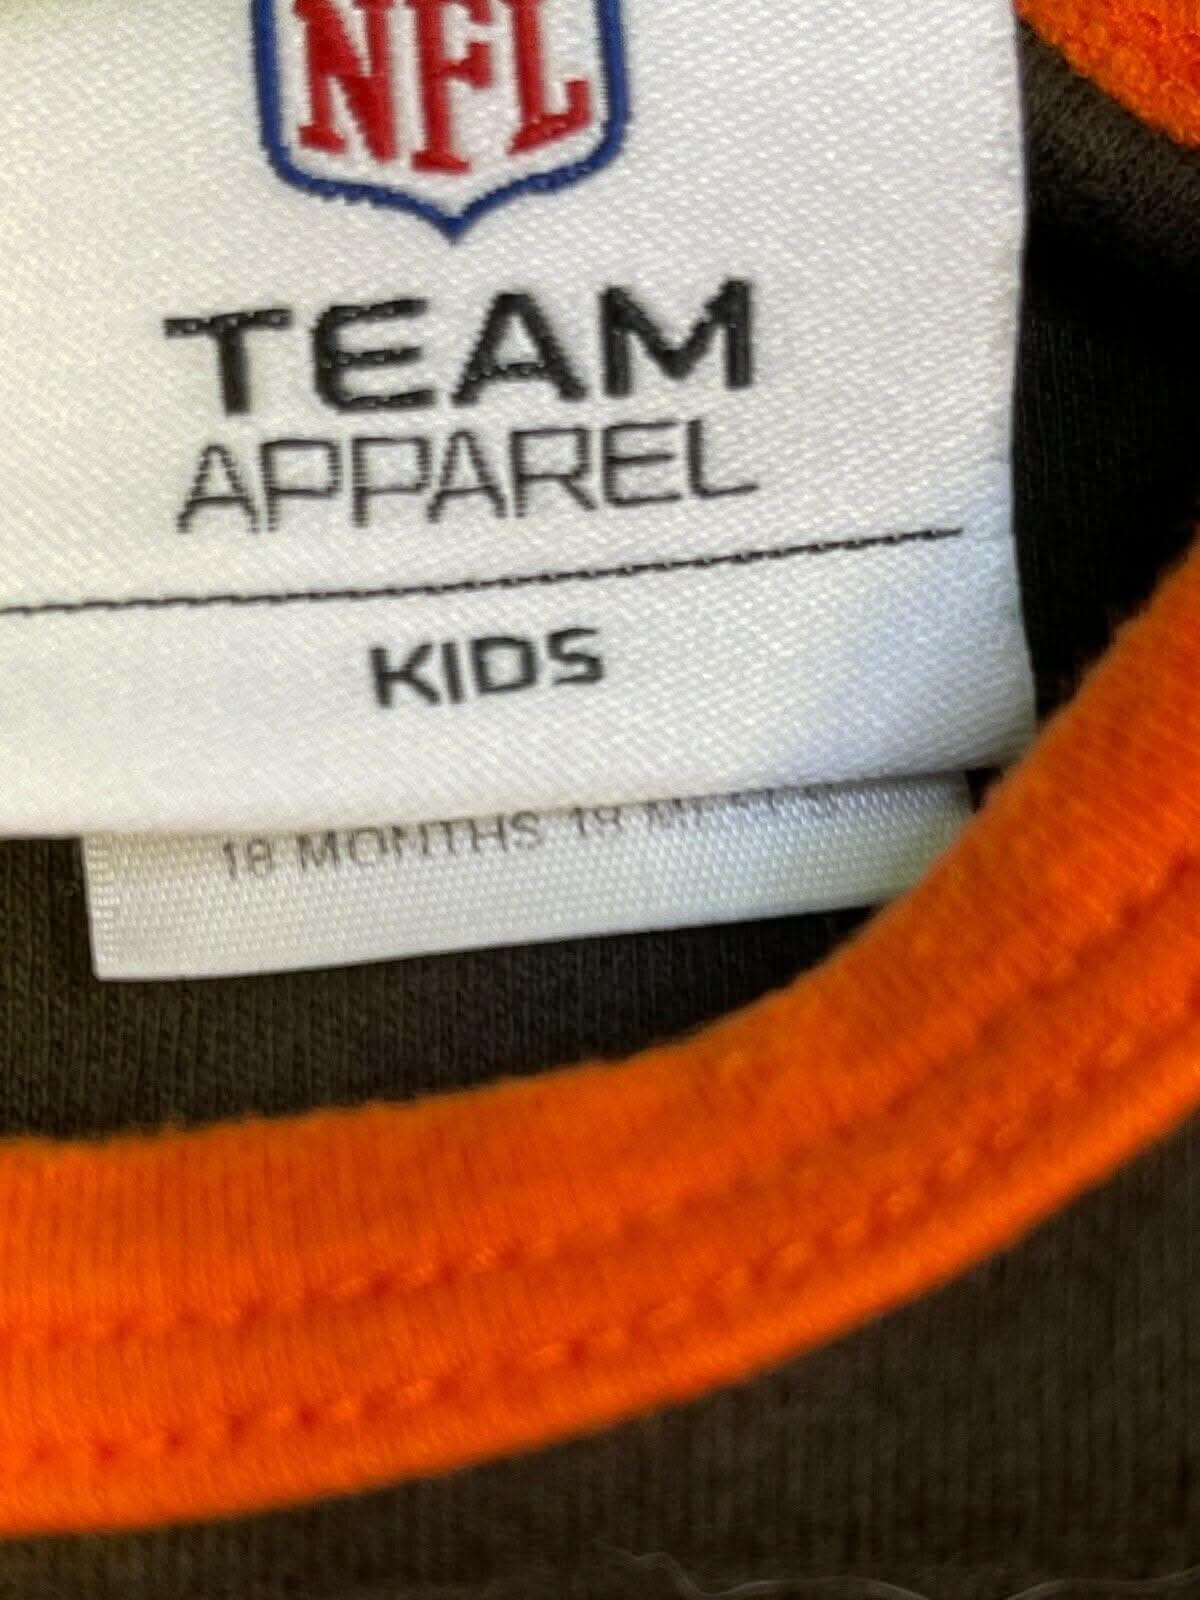 NFL
TEAM
APPAREL
KIDS
18 MONTHS 18